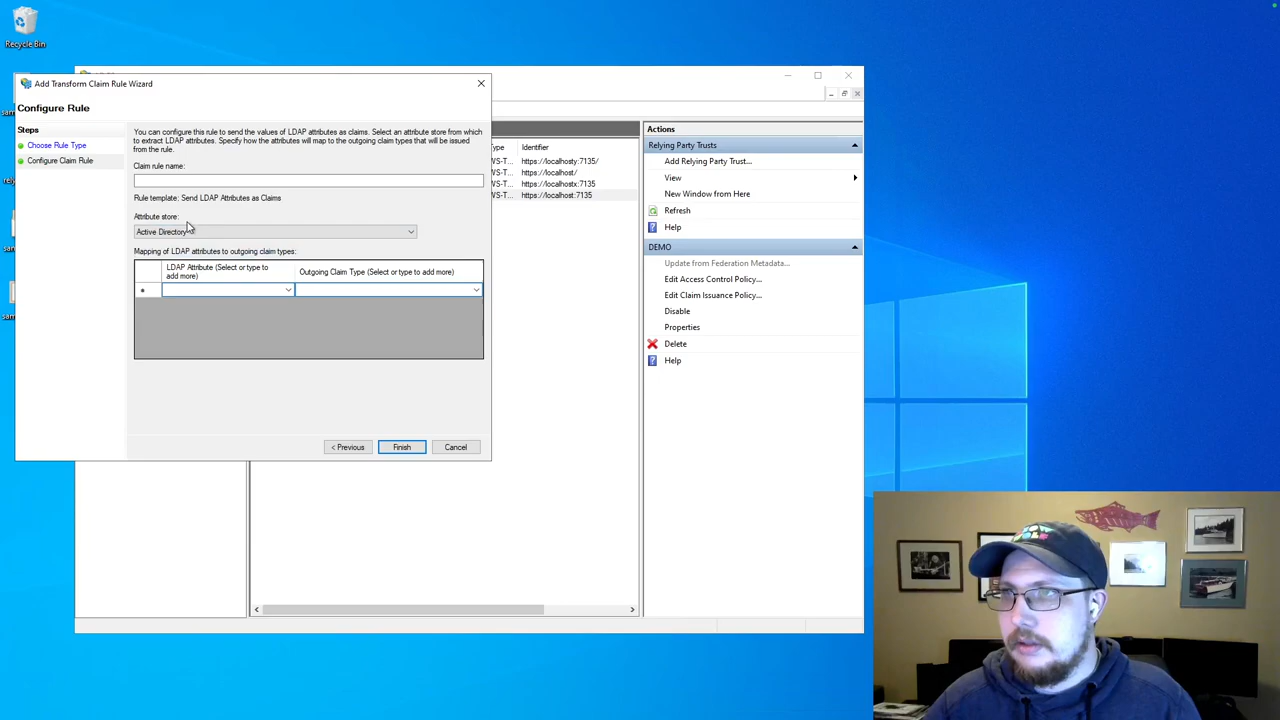 Recycle Bin
Add Transform Claim Rule Wizard
Configure Rule
Steps
Choose Rule Type
Configure Claim Rule
You can configure this rule to send the values of LDAP attributes as claims. Select an attribute store from which
to extract LDAP attributes. Specify how the attributes will map to the outgoing claim types that will be issued
from the rule.
Claim rule name:
Rule template: Send LDAP Attributes as Claims
Attribute store:
Active Directory
Mapping of LDAP attributes to outgoing claim types:
LDAP Attribute (Select or type to
add more)
Outgoing Claim Type (Select or type to add more)
< Previous
Finish
Cancel
Type
Identifier
WS-T...
https://localhosty:7135/
WS-T...
https://localhost/
WS-T...
https://localhostx:7135
WS-T...
https://localhost:7135
Actions
Relying Party Trusts
Add Relying Party Trust...
View
New Window from Here
Refresh
Help
DEMO
Update from Federation Metadata...
Edit Access Control Policy...
Edit Claim Issuance Policy...
Disable
Properties
Delete
Help